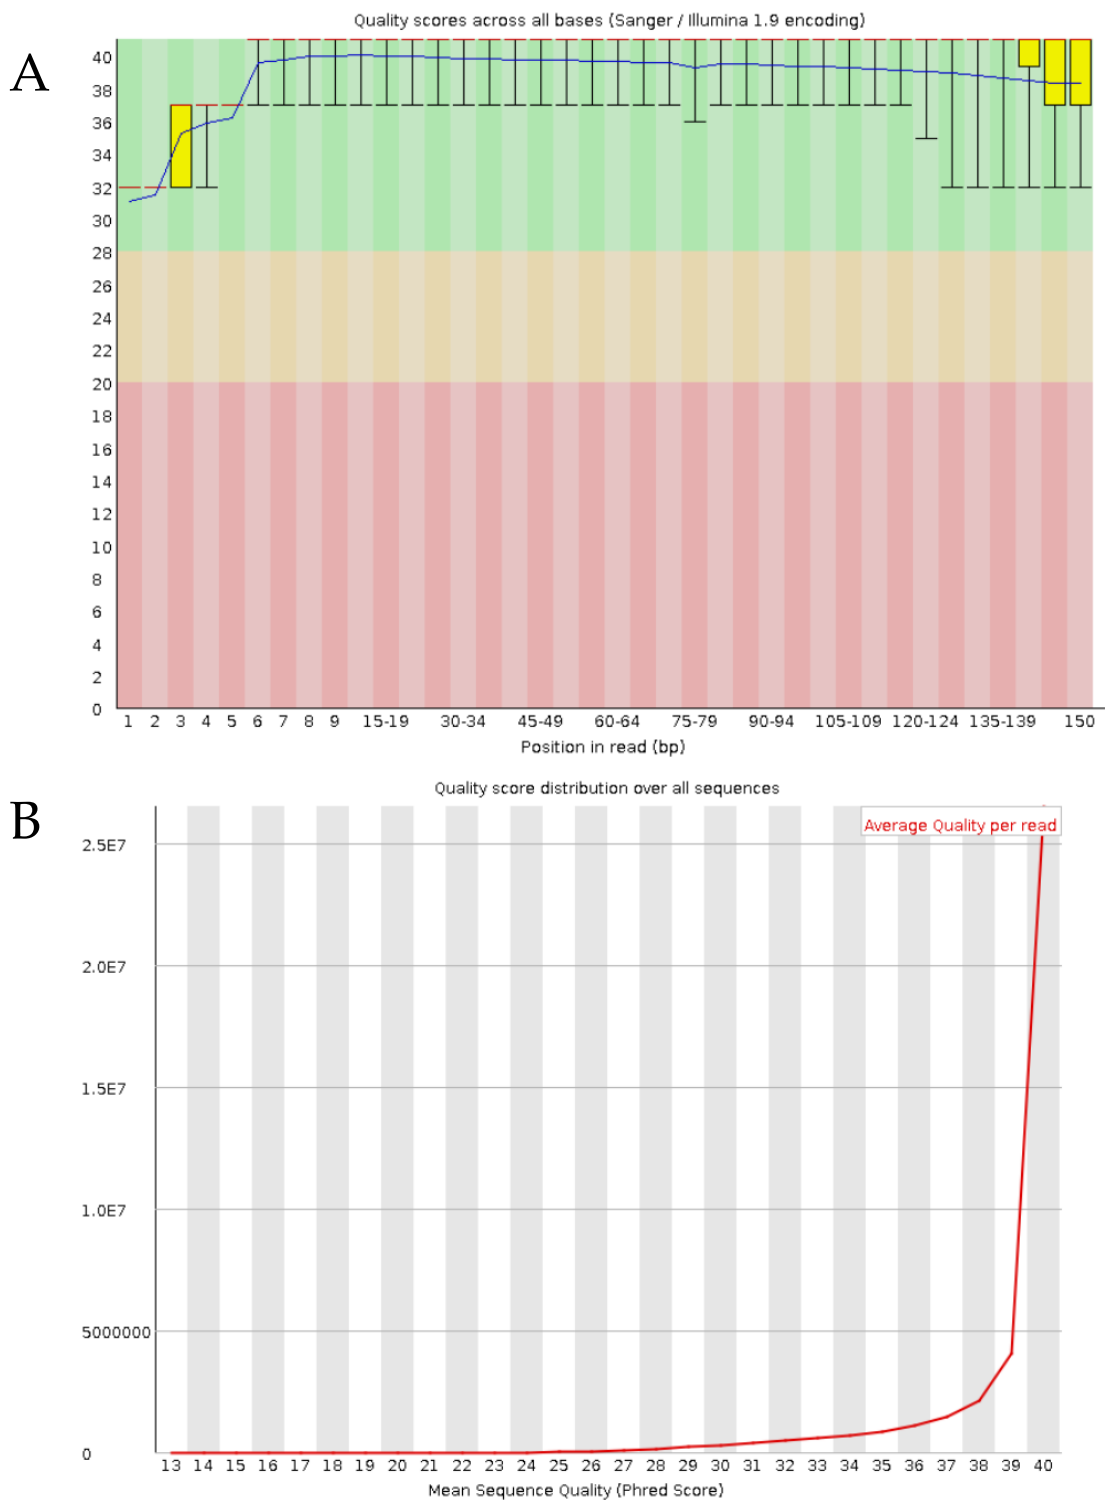 Quality scores across all bases (Sanger / Illumina 1.9 encoding)
A
40
38
36
34
32
30
28
26
24
22
20
18
16
14
12
10
8
6
4
2
0
1 2 3 4 5 6 7 8 9 15-19 30-34 45-49 60-64 75-79 90-94 105-109 120-124 135-139 150
Position in read (bp)
Quality score distribution over all sequences
B
Average Quality per read
2.5E7
2.0E7
1.5E7
1.0E7
5000000
0
13 14 15 16 17 18 19 20 21 22 23 24 25 26 27 28 29 30 31 32 33 34 35 36 37 38 39 40
Mean Sequence Quality (Phred Score)